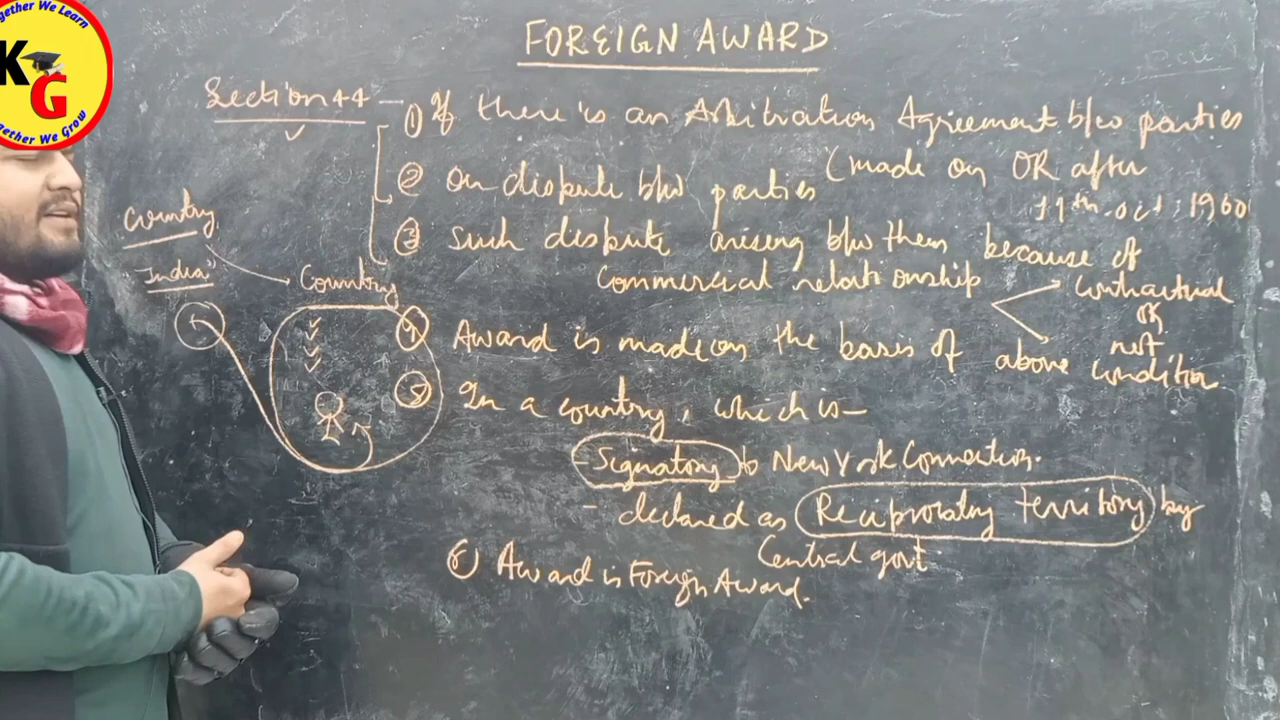 Together We Learn
KG
Together We Grow
FOREIGN AWARD
Section 44 - ① If there is an Arbitration Agreement b/w parties
(made on OR after
11th Oct, 1960
② On dispute b/w parties
③ such dispute arising b/w them because of
commercial relationship
contractual
OR
not
④ Award is made on the basis of above condition
⑤ In a country, which is-
- Signatory to New York Convention.
- declared as Reciprocating territory by
Central govt
⑥ Award is Foreign Award.
Country
"India"
Country